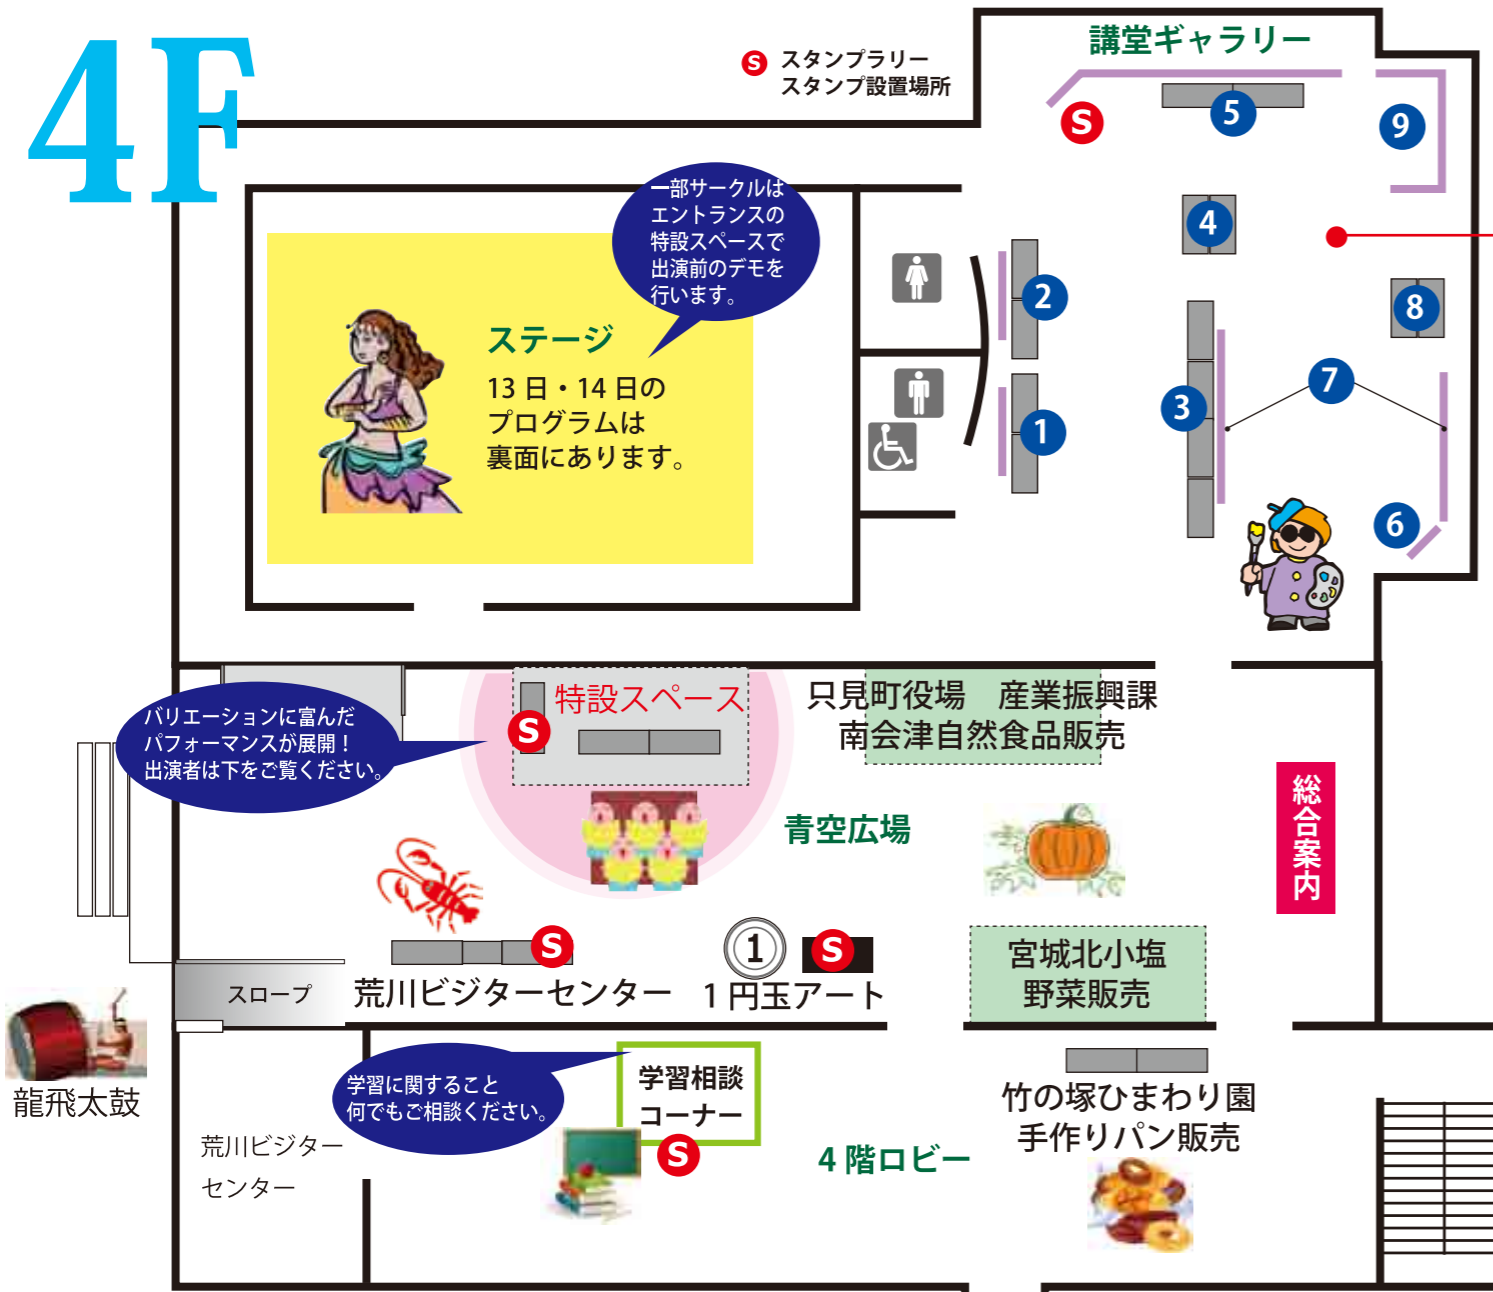 4F
S スタンプラリー
スタンプ設置場所
講堂ギャラリー
S
5
9
4
2
8
7
3
1
6
一部サークルは
エントランスの
特設スペースで
出演前のデモを
行います。
ステージ
13日・14日の
プログラムは
裏面にあります。
バリエーションに富んだ
パフォーマンスが展開！
出演者は下をご覧ください。
特設スペース
S
只見町役場　産業振興課
南会津自然食品販売
青空広場
総合案内
S
荒川ビジターセンター
1
S
1円玉アート
宮城北小塩
野菜販売
スロープ
龍飛太鼓
荒川ビジター
センター
学習に関すること
何でもご相談ください。
学習相談
コーナー
S
4階ロビー
竹の塚ひまわり園
手作りパン販売